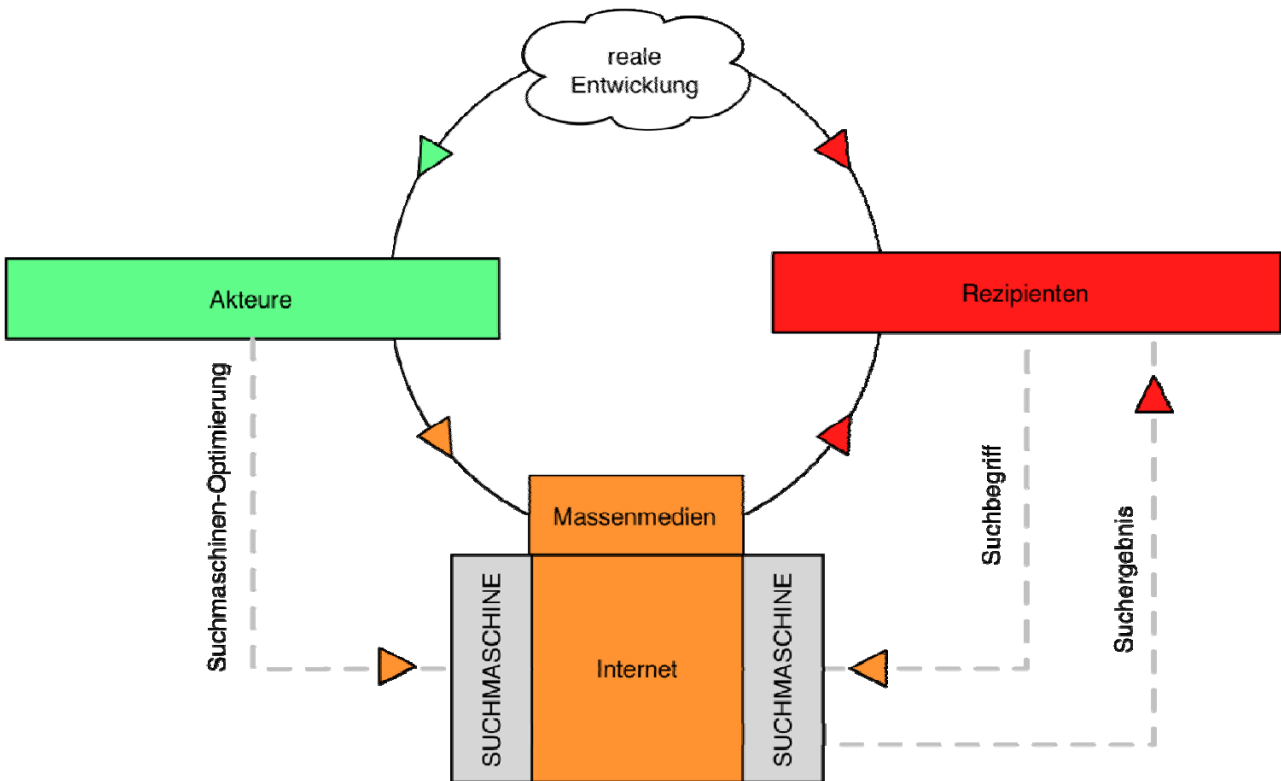 reale
Entwicklung
Akteure
Rezipienten
Suchmaschinen-Optimierung
Massenmedien
Suchbegriff
Suchergebnis
SUCHMASCHINE
Internet
SUCHMASCHINE